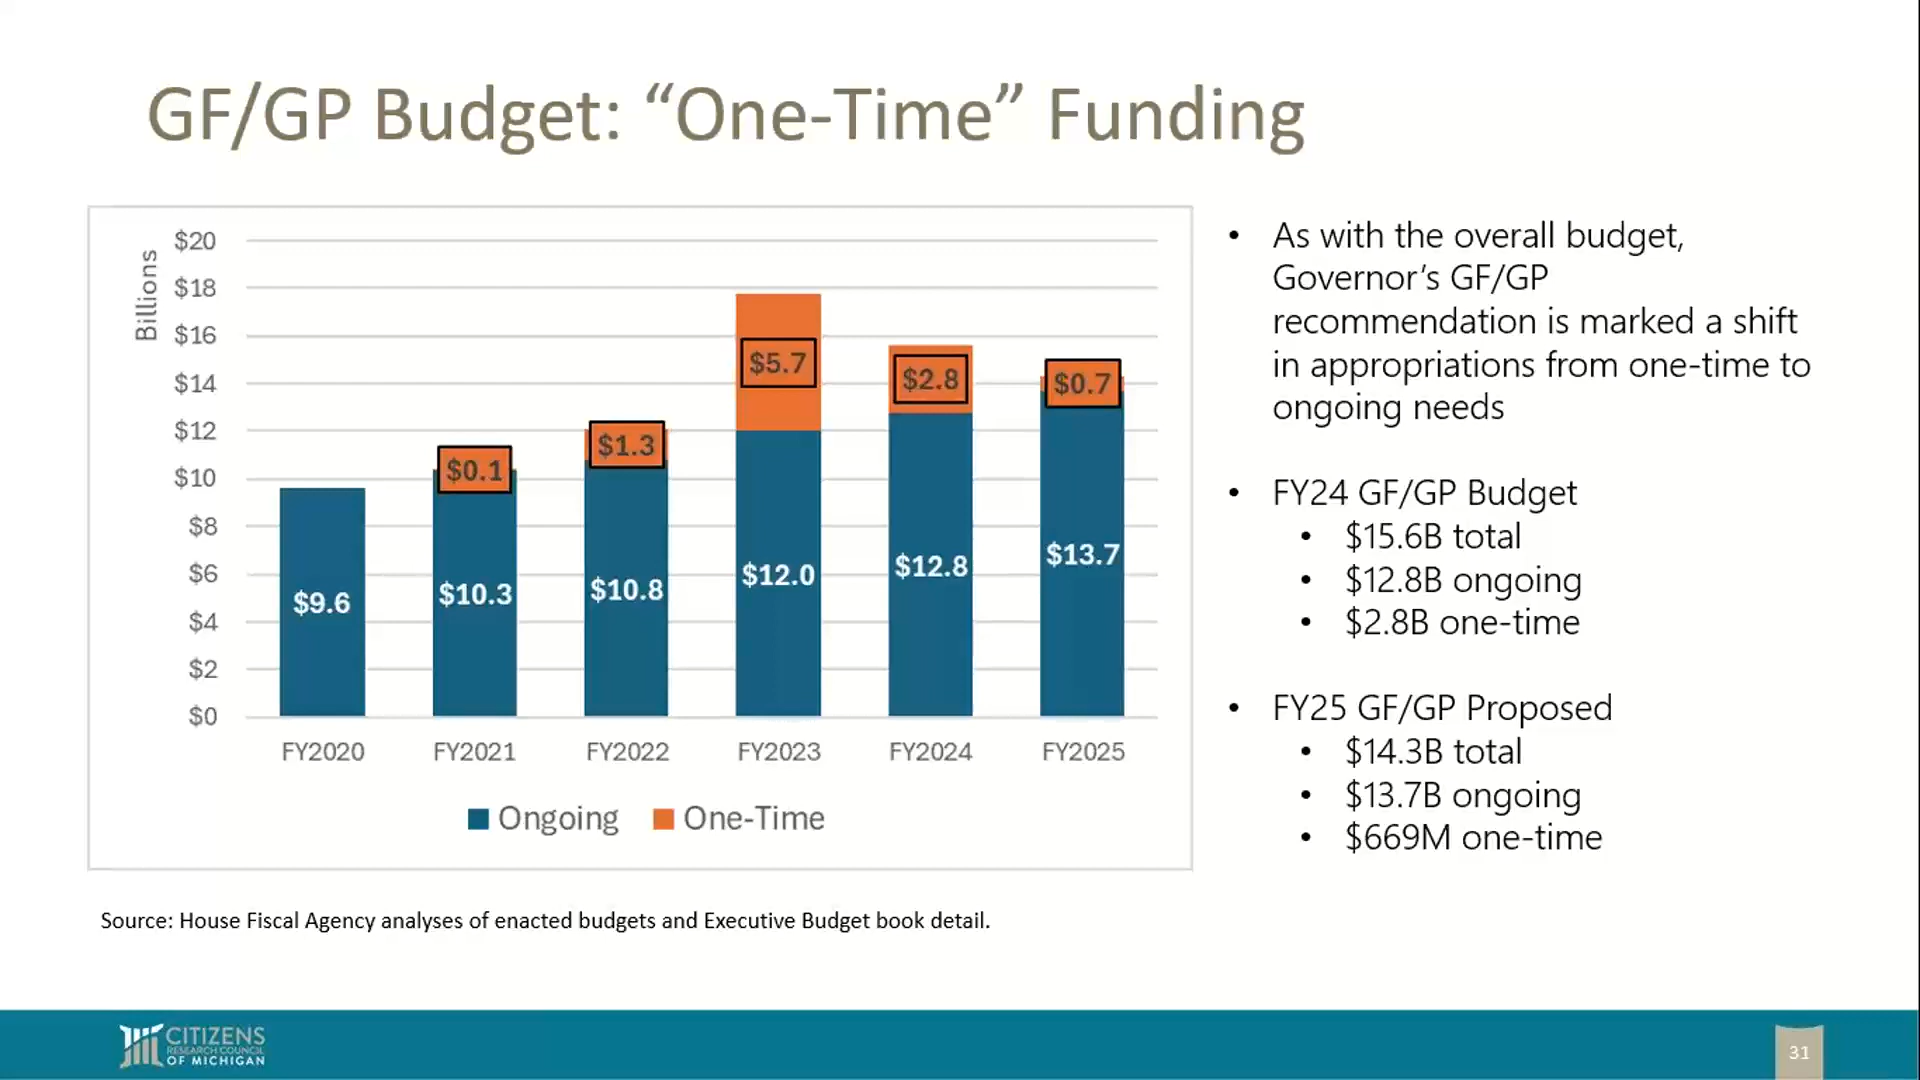 GF/GP Budget: “One-Time” Funding
Billions
$20
$18
$16
$14
$12
$10
$8
$6
$4
$2
$0
$5.7
$2.8
$0.7
$1.3
$0.1
$9.6
$10.3
$10.8
$12.0
$12.8
$13.7
FY2020 FY2021 FY2022 FY2023 FY2024 FY2025
Ongoing One-Time
• As with the overall budget,
Governor’s GF/GP
recommendation is marked a shift
in appropriations from one-time to
ongoing needs
• FY24 GF/GP Budget
• $15.6B total
• $12.8B ongoing
• $2.8B one-time
• FY25 GF/GP Proposed
• $14.3B total
• $13.7B ongoing
• $669M one-time
Source: House Fiscal Agency analyses of enacted budgets and Executive Budget book detail.
CITIZENS
RESEARCH COUNCIL
OF MICHIGAN
31